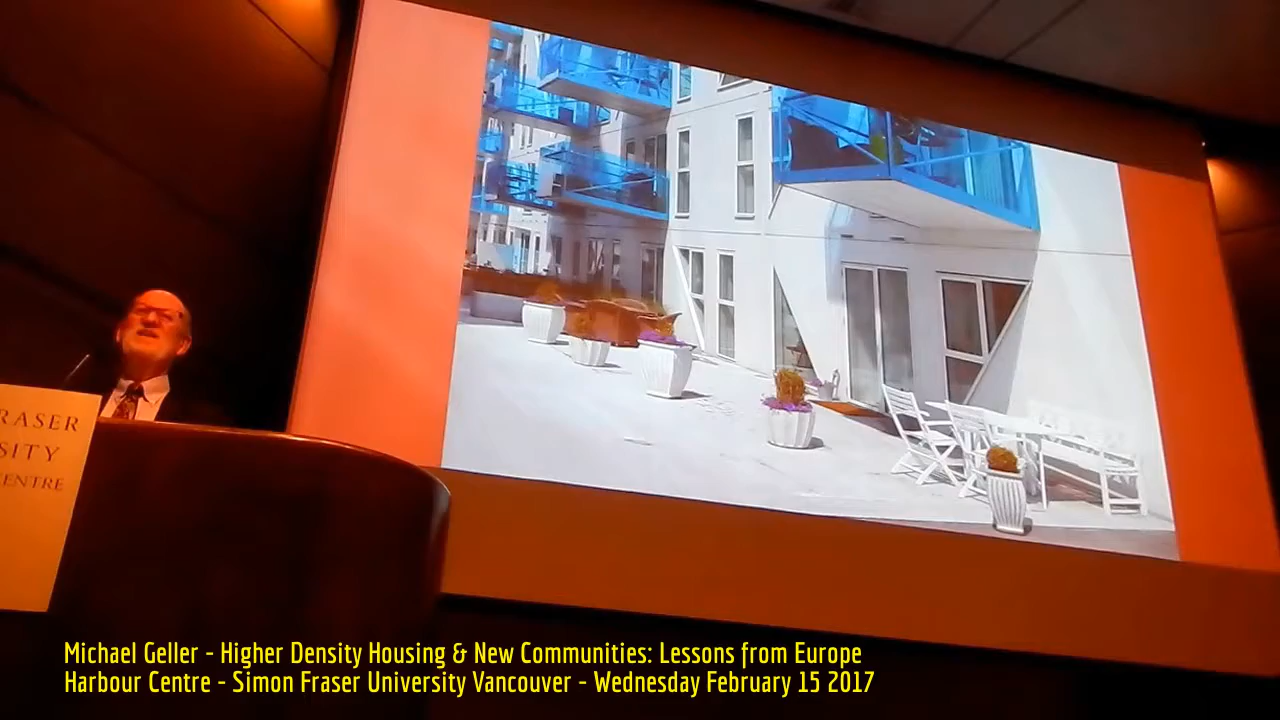 RASER
SITY
ENTRE
Michael Geller - Higher Density Housing & New Communities: Lessons from Europe
Harbour Centre - Simon Fraser University Vancouver - Wednesday February 15 2017